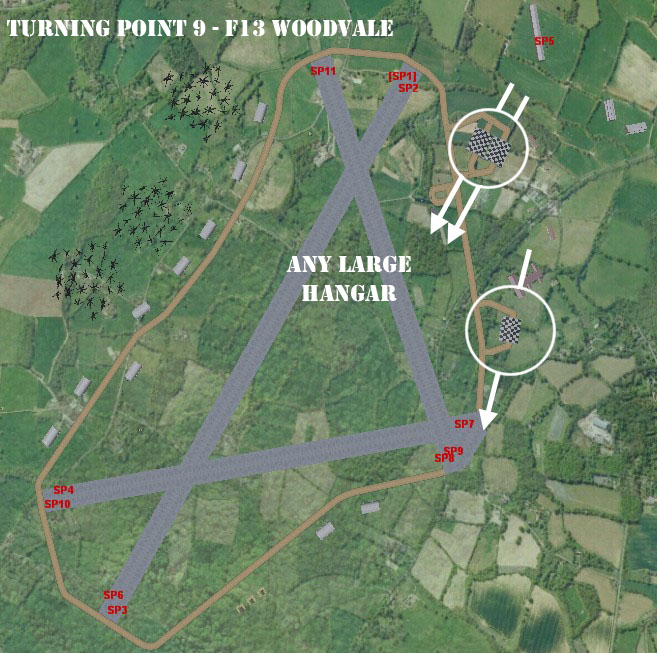 TURNING POINT 9 - F13 WOODVALE
SP5
SP11
[SP1]
SP2
ANY LARGE
HANGAR
SP7
SP9
SP8
SP4
SP10
SP6
SP3